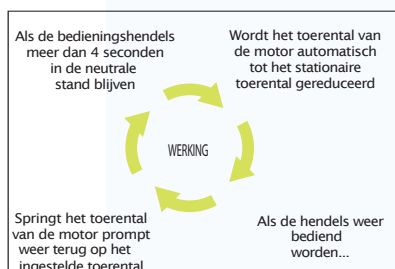 Als de bedieningshendels
meer dan 4 seconden
in de neutrale
stand blijven
Wordt het toerental van
de motor automatisch
tot het stationaire
toerental gereduceerd
WERKING
Springt het toerental
van de motor prompt
weer terug op het
ingestelde toerental
Als de hendels weer
bediend
worden...